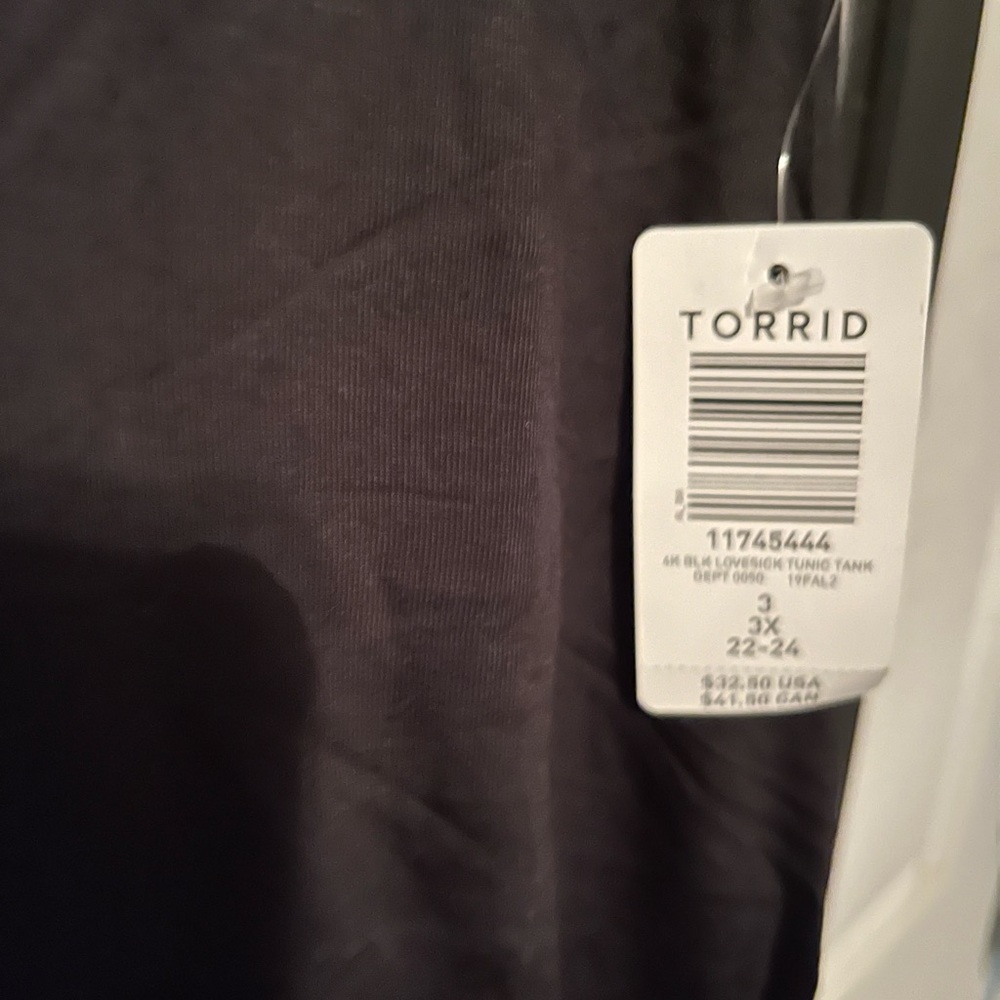 TORRID
11745444
BLK LOVESICK TUNIC TANK
DEPT 0050 19FAL2
3
3X
22-24
$32.50 USA
$41.50 CAN